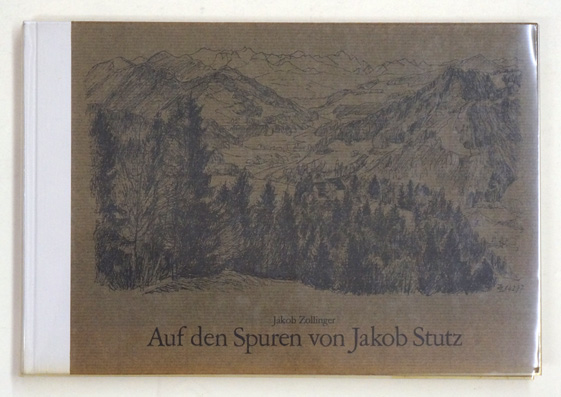 Jakob Zollinger
Auf den Spuren von Jakob Stutz